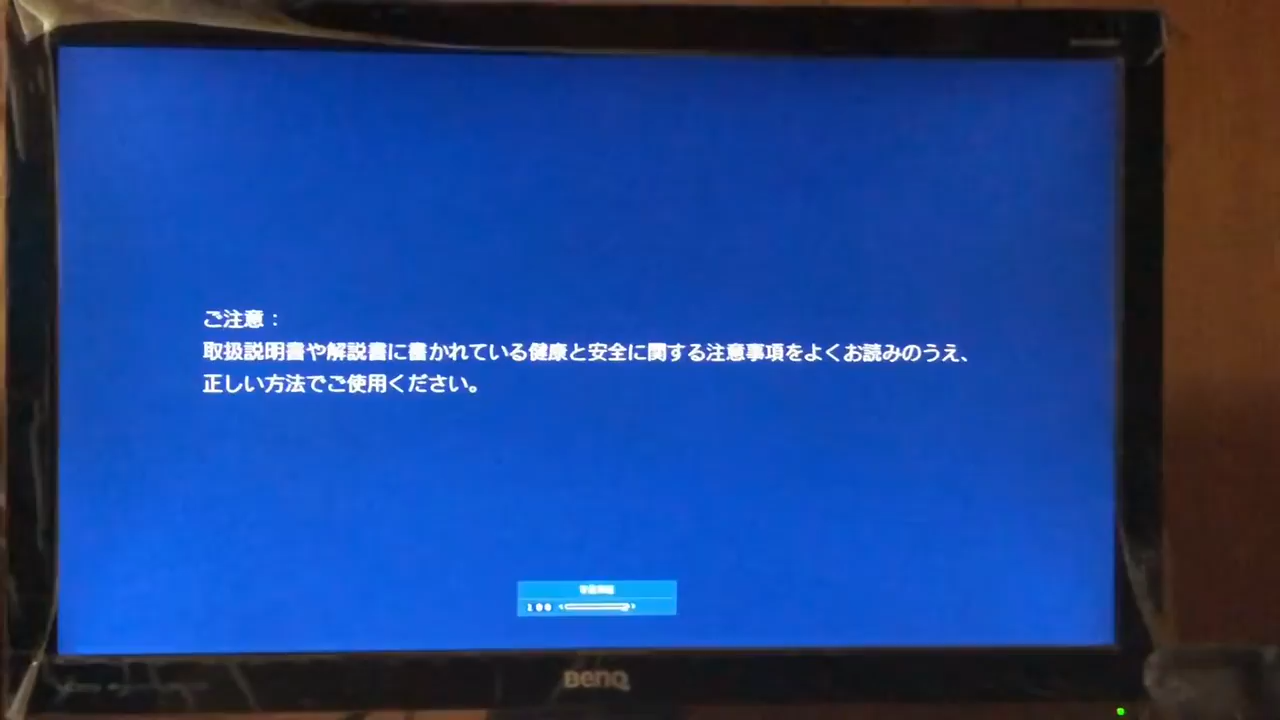 ご注意：
取扱説明書や解説書に書かれている健康と安全に関する注意事項をよくお読みのうえ、
正しい方法でご使用ください。
100
BenQ